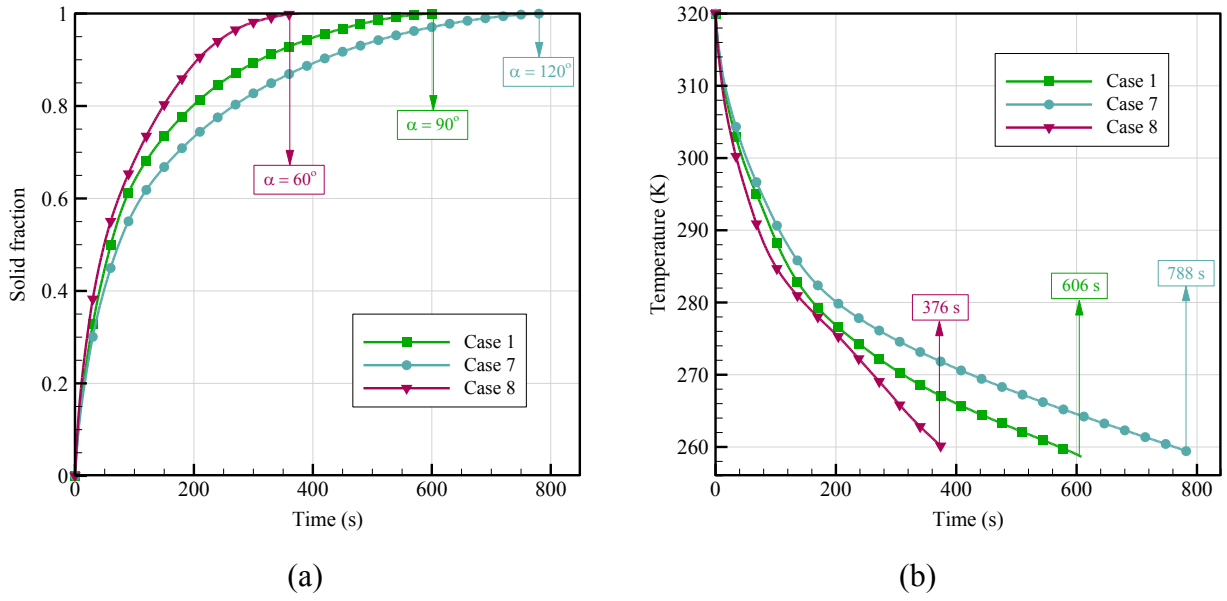 1
0.8
0.6
0.4
0.2
0
Solid fraction
0 200 400 600 800
Time (s)
α = 120°
α = 90°
α = 60°
Case 1
Case 7
Case 8
(a)
320
310
300
290
280
270
260
Temperature (K)
0 200 400 600 800
Time (s)
Case 1
Case 7
Case 8
788 s
606 s
376 s
(b)